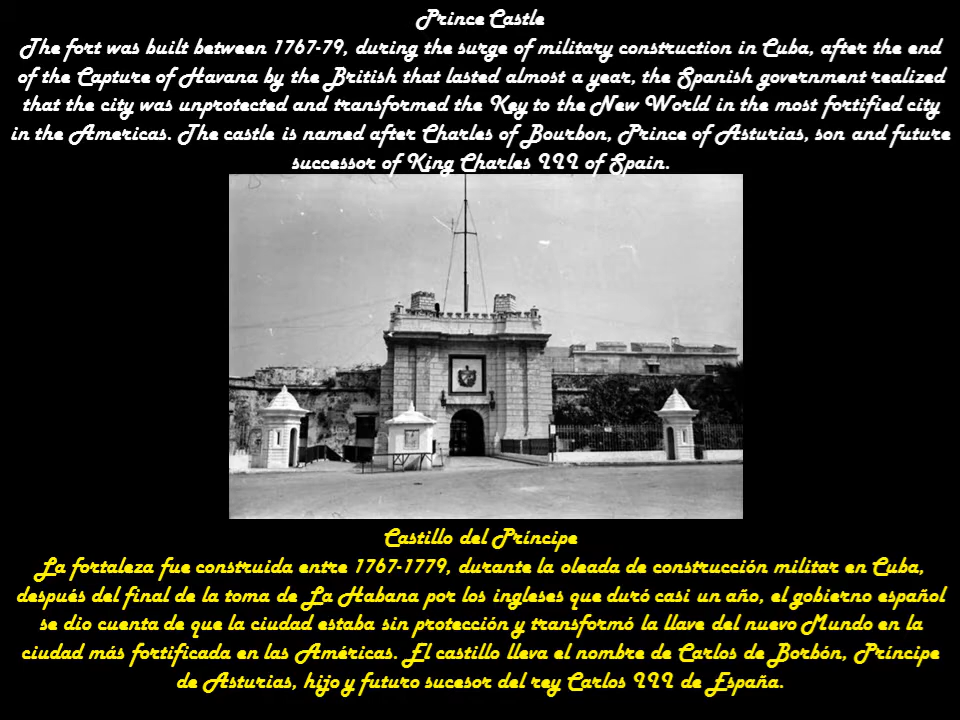 Prince Castle
The fort was built between 1767-79, during the surge of military construction in Cuba, after the end
of the Capture of Havana by the British that lasted almost a year, the Spanish government realized
that the city was unprotected and transformed the Key to the New World in the most fortified city
in the Americas. The castle is named after Charles of Bourbon, Prince of Asturias, son and future
successor of King Charles III of Spain.
Castillo del Príncipe
La fortaleza fue construida entre 1767-1779, durante la oleada de construcción militar en Cuba,
después del final de la toma de La Habana por los ingleses que duró casi un año, el gobierno español
se dio cuenta de que la ciudad estaba sin protección y transformó la llave del nuevo Mundo en la
ciudad más fortificada en las Américas. El castillo lleva el nombre de Carlos de Borbón, Príncipe
de Asturias, hijo y futuro sucesor del rey Carlos III de España.